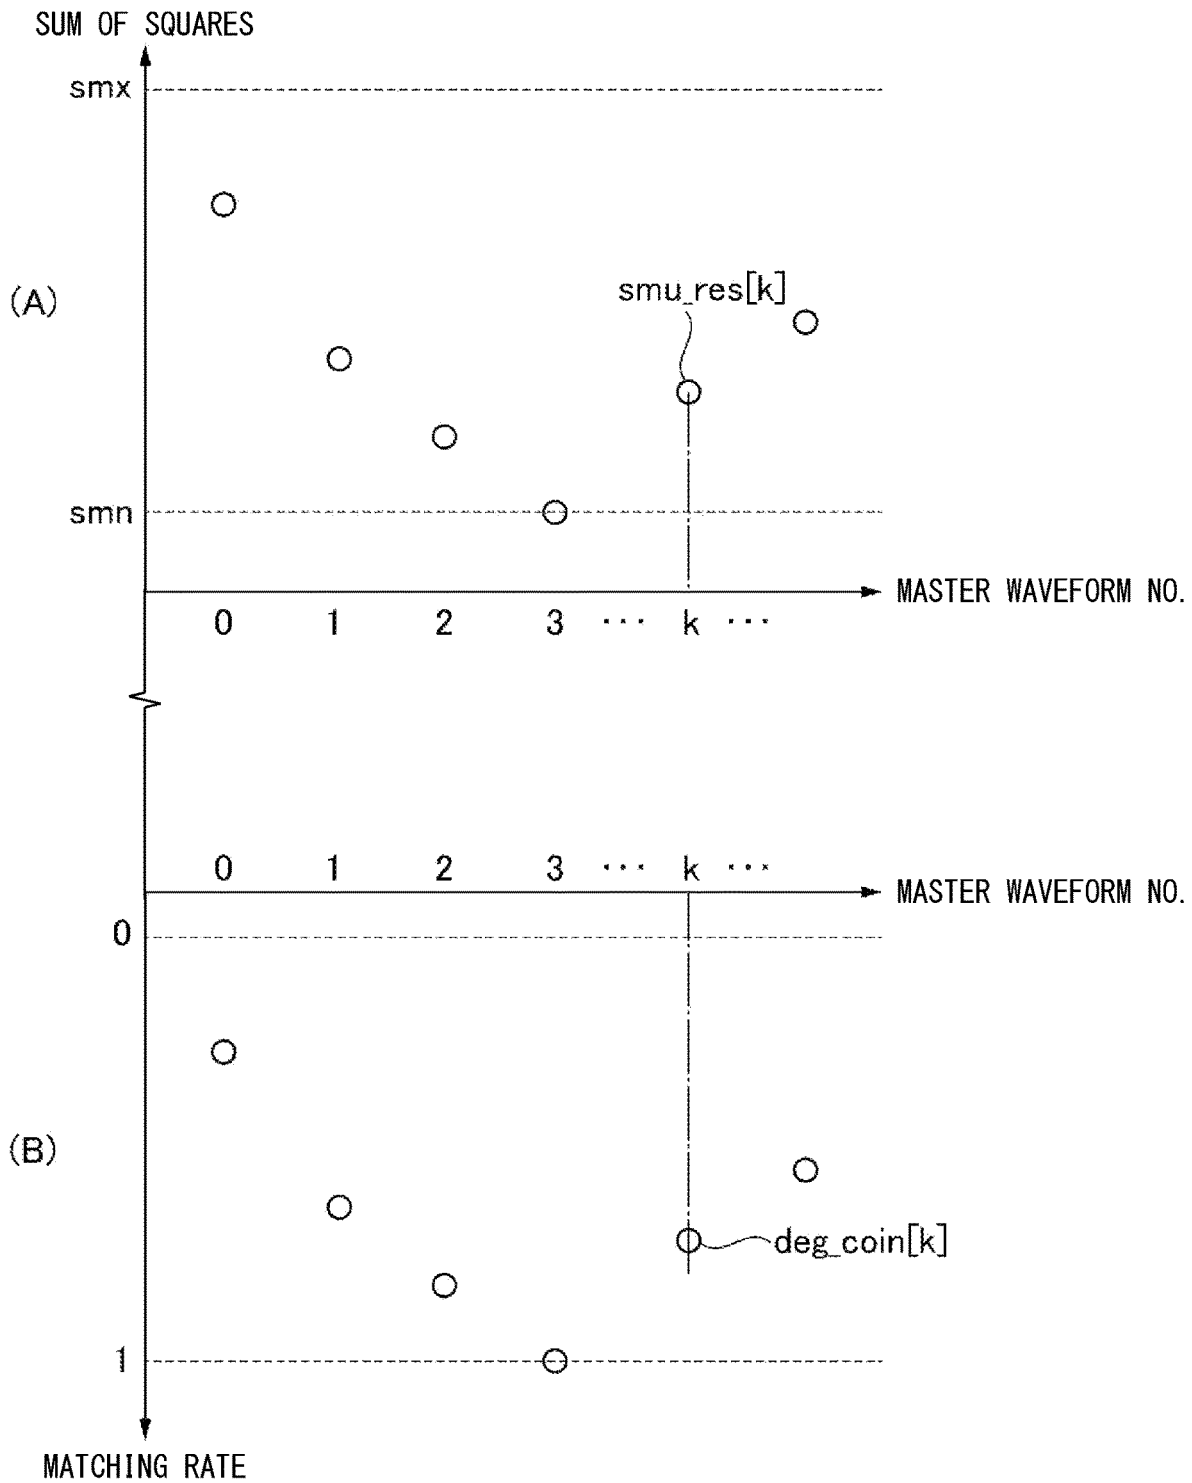 SUM OF SQUARES
smx
(A)
smu_res[k]
smn
MASTER WAVEFORM NO.
0 1 2 3 ··· k ···
0 1 2 3 ··· k ···
MASTER WAVEFORM NO.
0
(B)
deg_coin[k]
1
MATCHING RATE